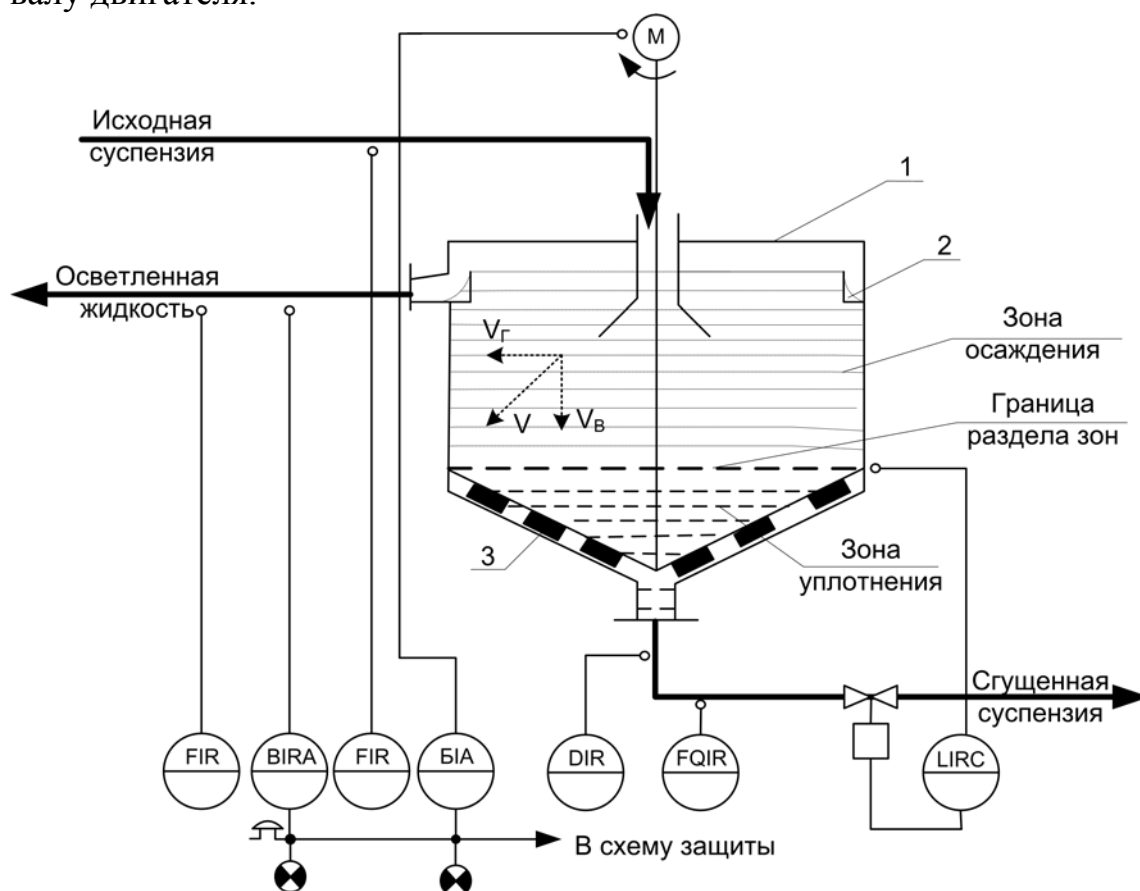 валу двигателя.
М
Исходная
суспензия
1
2
Осветленная
жидкость
VГ
V
VВ
Зона
осаждения
Граница
раздела зон
3
Зона
уплотнения
Сгущенная
суспензия
FIR
BIRA
FIR
БIA
DIR
FQIR
LIRC
В схему защиты